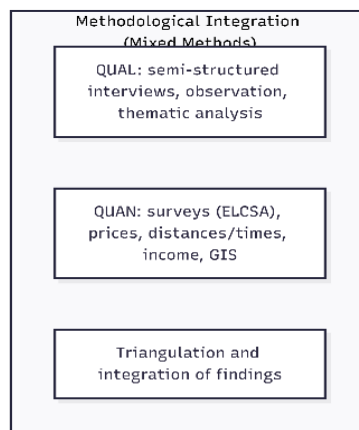 Methodological Integration
(Mixed Methods)
QUAL: semi-structured
interviews, observation,
thematic analysis
QUAN: surveys (ELCSA),
prices, distances/times,
income, GIS
Triangulation and
integration of findings